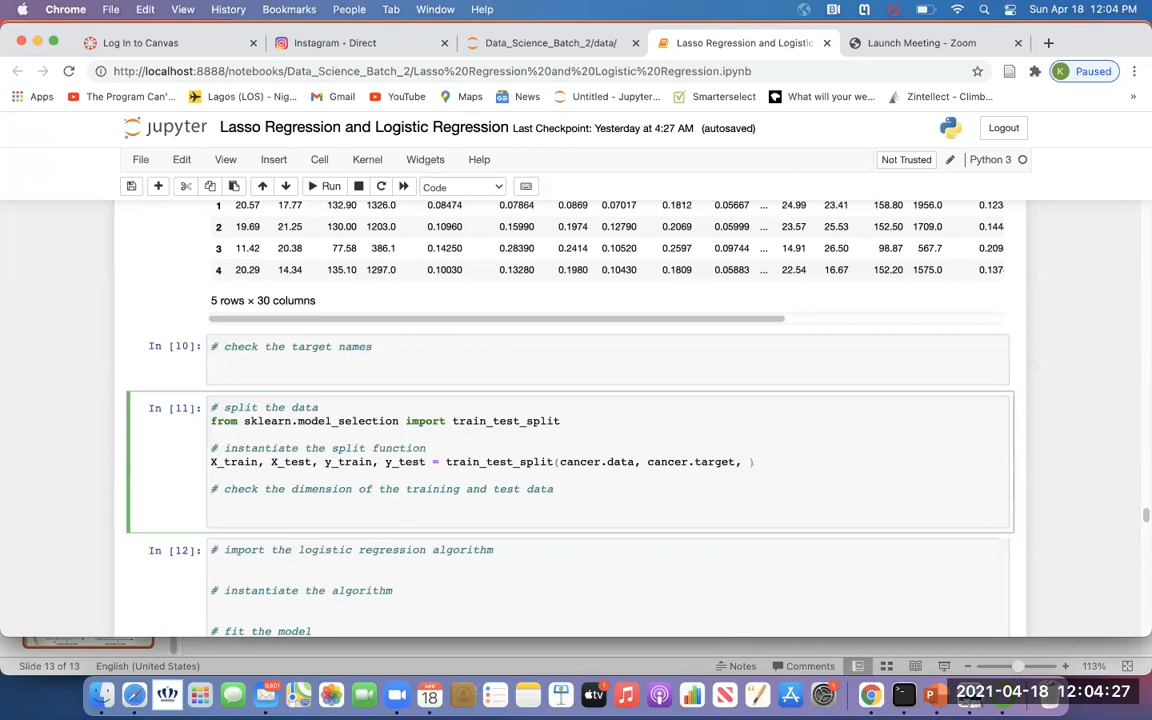 Chrome File Edit View History Bookmarks People Tab Window Help Sun Apr 18 12:04 PM
Log In to Canvas Instagram • Direct Data_Science_Batch_2/data/ Lasso Regression and Logistic Launch Meeting - Zoom
http://localhost:8888/notebooks/Data_Science_Batch_2/Lasso%20Regression%20and%20Logistic%20Regression.ipynb K Paused
Apps The Program Can'... Lagos (LOS) – Nig... Gmail YouTube Maps News Untitled - Jupyter... Smarterselect What will your we... Zintellect - Climb... »
jupyter Lasso Regression and Logistic Regression Last Checkpoint: Yesterday at 4:27 AM (autosaved) Logout
File Edit View Insert Cell Kernel Widgets Help Not Trusted Python 3
Run Code
1 20.57 17.77 132.90 1326.0 0.08474 0.07864 0.0869 0.07017 0.1812 0.05667 ... 24.99 23.41 158.80 1956.0 0.123
2 19.69 21.25 130.00 1203.0 0.10960 0.15990 0.1974 0.12790 0.2069 0.05999 ... 23.57 25.53 152.50 1709.0 0.144
3 11.42 20.38 77.58 386.1 0.14250 0.28390 0.2414 0.10520 0.2597 0.09744 ... 14.91 26.50 98.87 567.7 0.209
4 20.29 14.34 135.10 1297.0 0.10030 0.13280 0.1980 0.10430 0.1809 0.05883 ... 22.54 16.67 152.20 1575.0 0.137
5 rows × 30 columns
In [10]: # check the target names
In [11]: # split the data
from sklearn.model_selection import train_test_split
# instantiate the split function
X_train, X_test, y_train, y_test = train_test_split(cancer.data, cancer.target, )
# check the dimension of the training and test data
In [12]: # import the logistic regression algorithm
# instantiate the algorithm
# fit the model
Slide 13 of 13 English (United States) Notes Comments 113%
9,601 APR 18 tv 1 P
2021-04-18 12:04:27